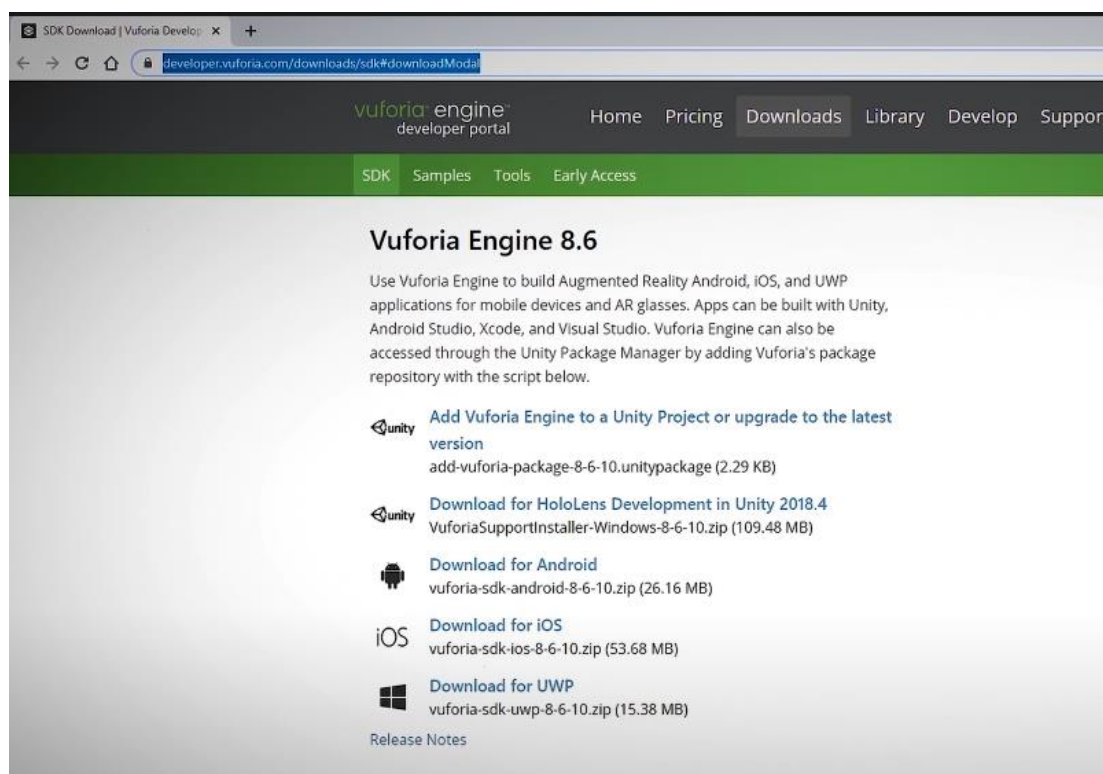 SDK Download | Vuforia Develop
developer.vuforia.com/downloads/sdk#downloadModal
vuforia engine™
developer portal
Home Pricing Downloads Library Develop Suppor
SDK Samples Tools Early Access
Vuforia Engine 8.6
Use Vuforia Engine to build Augmented Reality Android, iOS, and UWP
applications for mobile devices and AR glasses. Apps can be built with Unity,
Android Studio, Xcode, and Visual Studio. Vuforia Engine can also be
accessed through the Unity Package Manager by adding Vuforia's package
repository with the script below.
unity
Add Vuforia Engine to a Unity Project or upgrade to the latest
version
add-vuforia-package-8-6-10.unitypackage (2.29 KB)
unity
Download for HoloLens Development in Unity 2018.4
VuforiaSupportInstaller-Windows-8-6-10.zip (109.48 MB)
Download for Android
vuforia-sdk-android-8-6-10.zip (26.16 MB)
iOS
Download for iOS
vuforia-sdk-ios-8-6-10.zip (53.68 MB)
Download for UWP
vuforia-sdk-uwp-8-6-10.zip (15.38 MB)
Release Notes